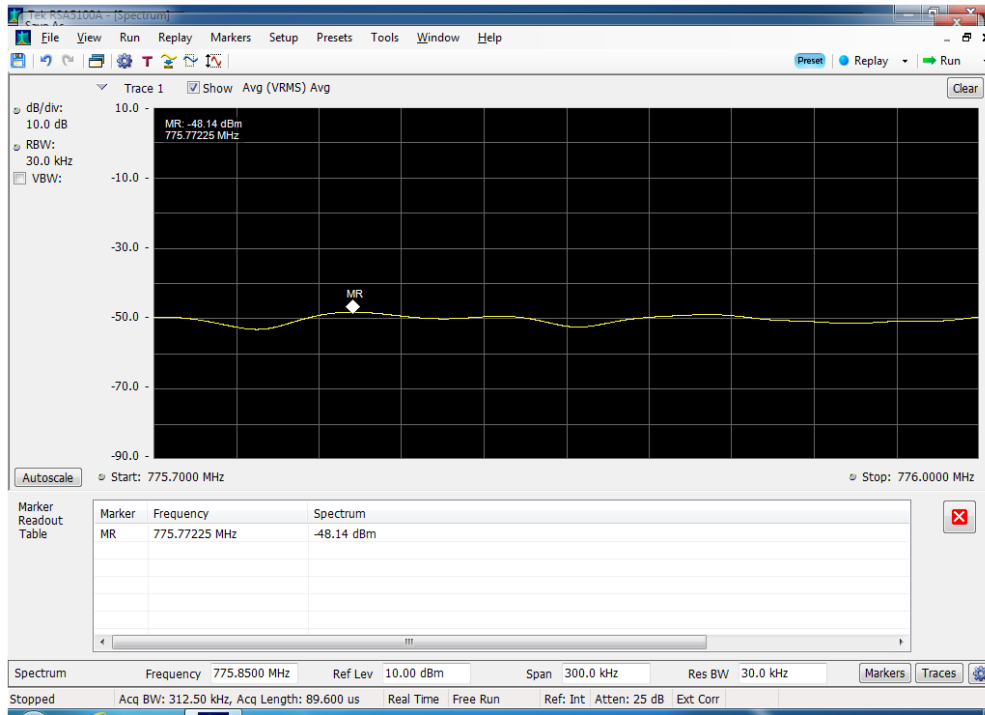 Tek RSA5100A - [Spectrum]
File View Run Replay Markers Setup Presets Tools Window Help
T Preset Replay Run
Trace 1 Show Avg (VRMS) Avg Clear
dB/div:
10.0 dB
RBW:
30.0 kHz
VBW:
10.0
-10.0
-30.0
-50.0
-70.0
-90.0
MR: -48.14 dBm
775.77225 MHz
MR
Autoscale Start: 775.7000 MHz Stop: 776.0000 MHz
Marker
Readout
Table
Marker Frequency Spectrum
MR 775.77225 MHz -48.14 dBm
Spectrum Frequency 775.8500 MHz Ref Lev 10.00 dBm Span 300.0 kHz Res BW 30.0 kHz Markers Traces
Stopped Acq BW: 312.50 kHz, Acq Length: 89.600 us Real Time Free Run Ref: Int Atten: 25 dB Ext Corr